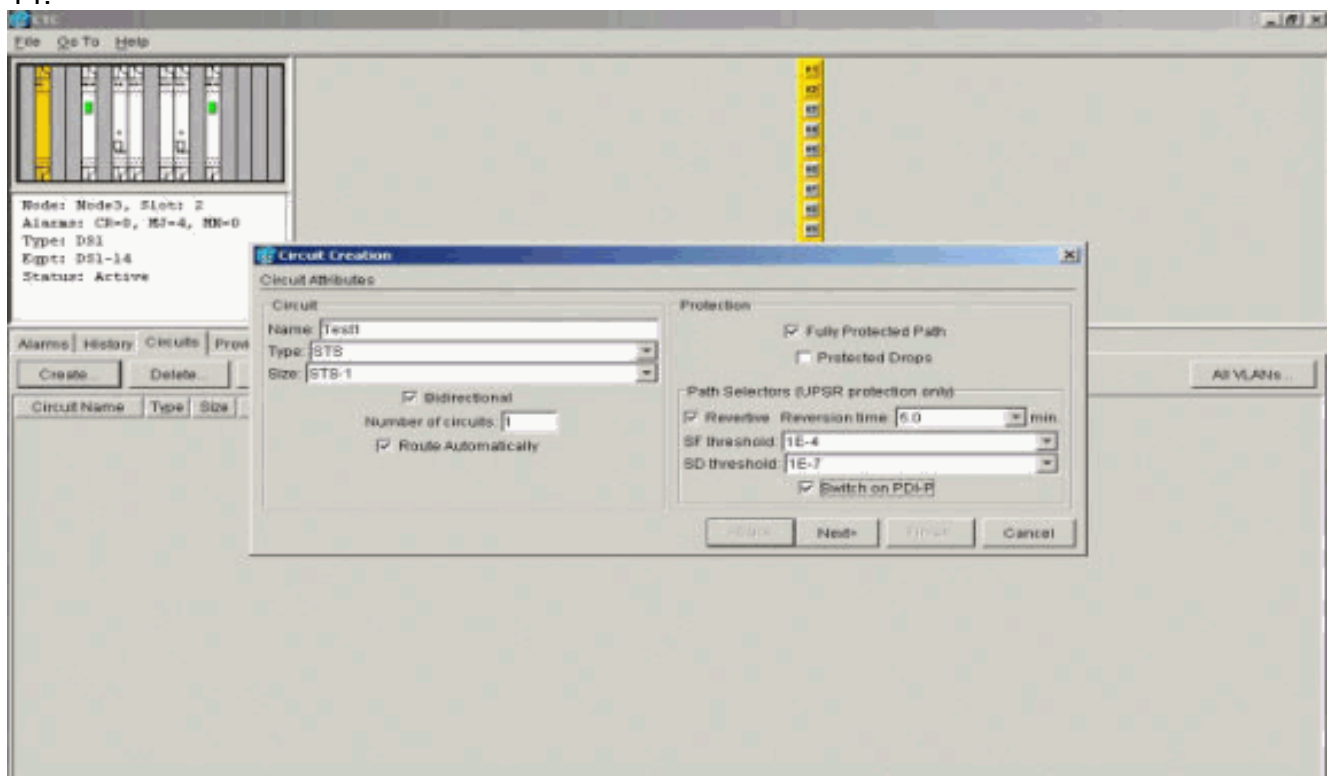 CTC
File Go To Help
Node: Node3, Slot: 2
Alarms: CR=0, MJ=4, MN=0
Type: DS1
Eqpt: DS1-14
Status: Active
Alarms History Circuits Provi
Create... Delete... All VLANs...
Circuit Name Type Size
Circuit Creation
Circuit Attributes
Circuit
Name: Test1
Type: STS
Size: STS-1
Bidirectional
Number of circuits: 1
Route Automatically
Protection
Fully Protected Path
Protected Drops
Path Selectors (UPSR protection only)
Revertive Reversion time: 5.0 min.
SF threshold: 1E-4
SD threshold: 1E-7
Switch on PDI-P
Next> Cancel